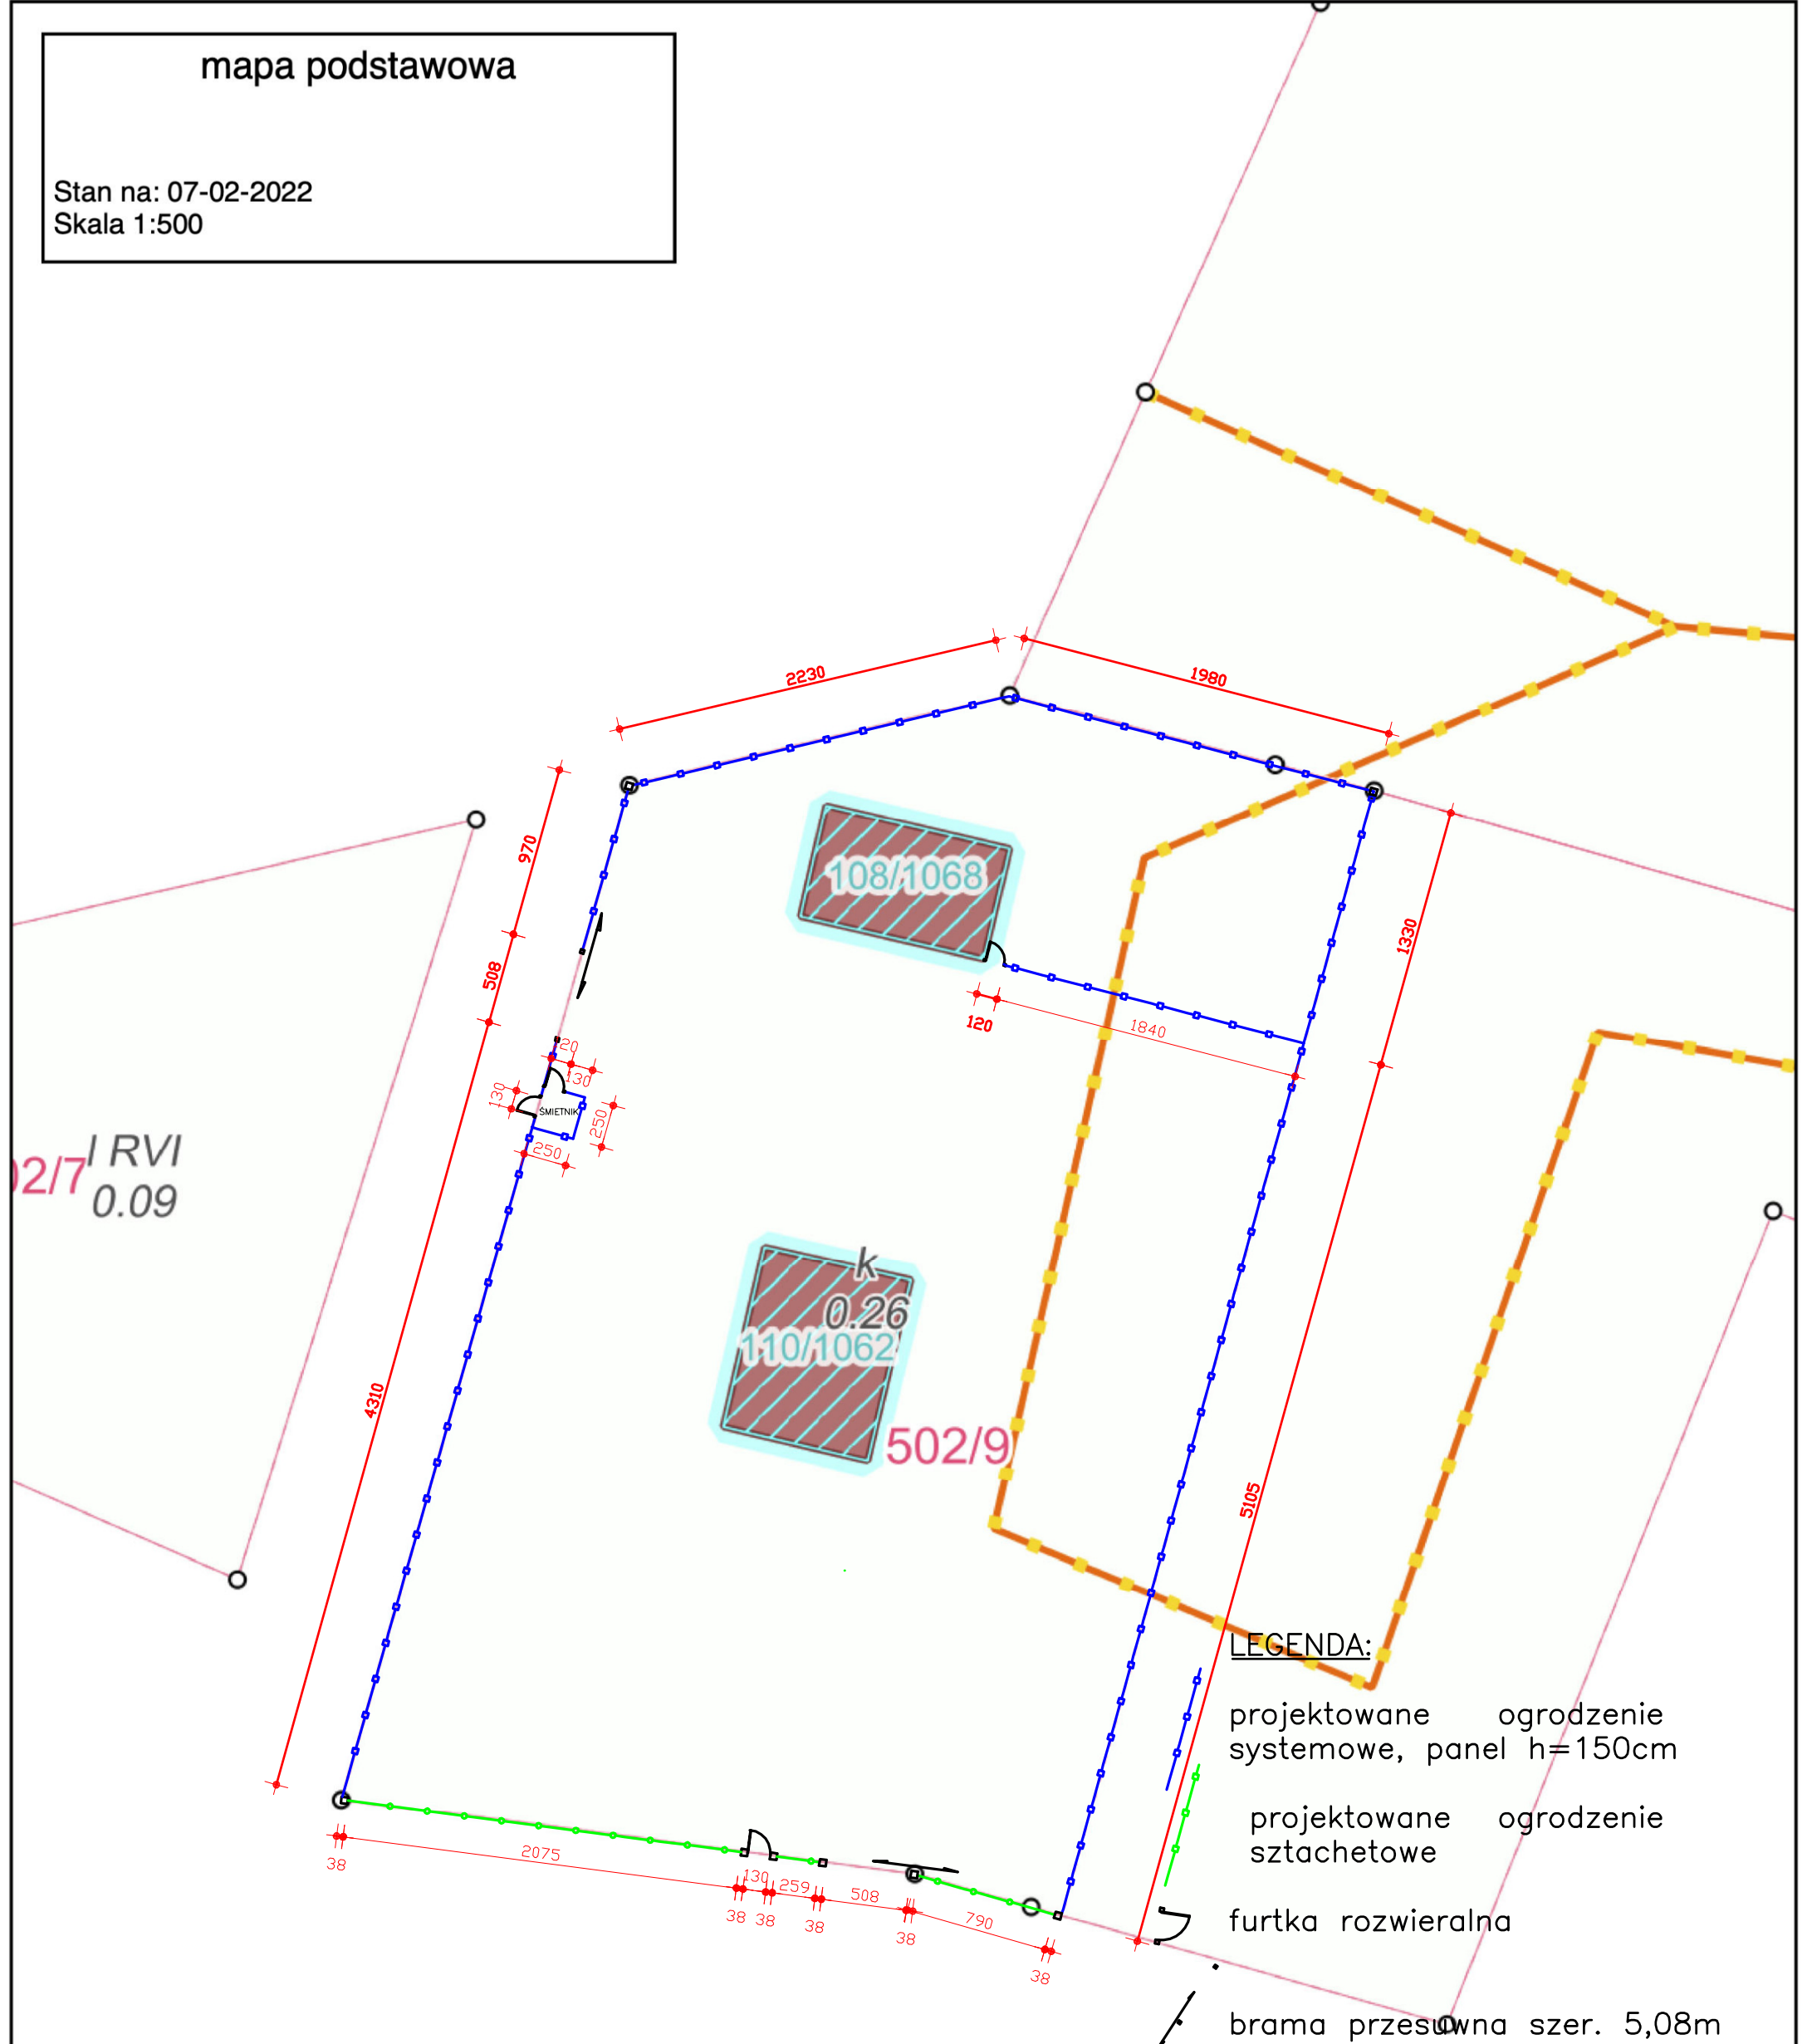 mapa podstawowa
Stan na: 07-02-2022
Skala 1:500
2230
1980
970
508
108/1068
1330
120
1840
130
130
ŚMIETNIK
250
250
02/7
l RVI
0.09
k
0.26
110/1062
4310
502/9
5105
LEGENDA:
projektowane ogrodzenie
systemowe, panel h=150cm
projektowane ogrodzenie
sztachetowe
furtka rozwieralna
brama przesuwna szer. 5,08m
38
2075
38
130
38
259
38
508
38
790
38